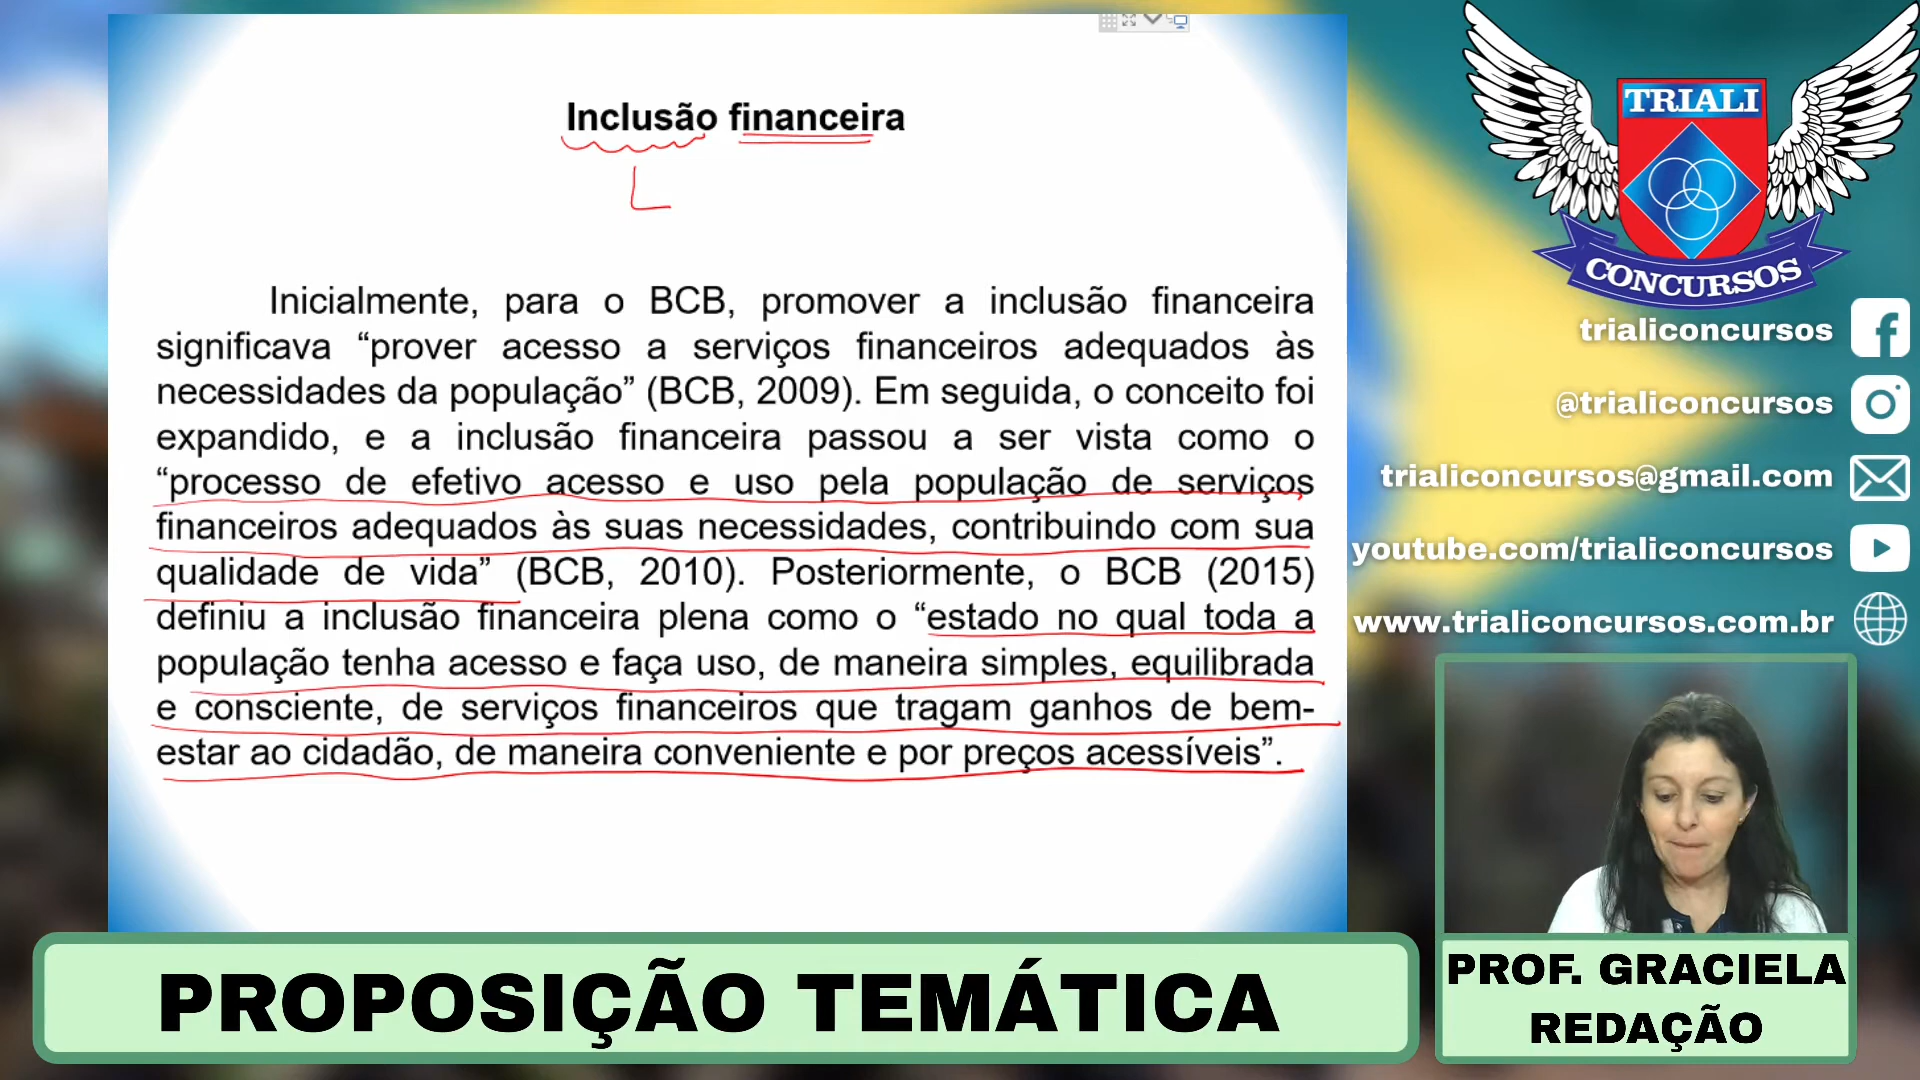 Inclusão financeira
Inicialmente, para o BCB, promover a inclusão financeira
significava “prover acesso a serviços financeiros adequados às
necessidades da população” (BCB, 2009). Em seguida, o conceito foi
expandido, e a inclusão financeira passou a ser vista como o
“processo de efetivo acesso e uso pela população de serviços
financeiros adequados às suas necessidades, contribuindo com sua
qualidade de vida” (BCB, 2010). Posteriormente, o BCB (2015)
definiu a inclusão financeira plena como o “estado no qual toda a
população tenha acesso e faça uso, de maneira simples, equilibrada
e consciente, de serviços financeiros que tragam ganhos de bem-
estar ao cidadão, de maneira conveniente e por preços acessíveis”.
TRIALI
CONCURSOS
trialiconcursos
@trialiconcursos
trialiconcursos@gmail.com
youtube.com/trialiconcursos
www.trialiconcursos.com.br
PROPOSIÇÃO TEMÁTICA
PROF. GRACIELA
REDAÇÃO